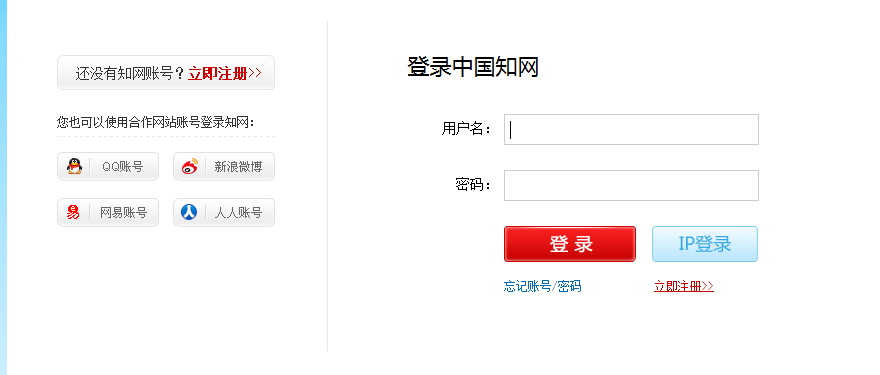 还没有知网账号？立即注册>>
您也可以使用合作网站账号登录知网：
QQ账号
新浪微博
网易账号
人人账号
登录中国知网
用户名：
密码：
登 录
IP登录
忘记账号/密码
立即注册>>